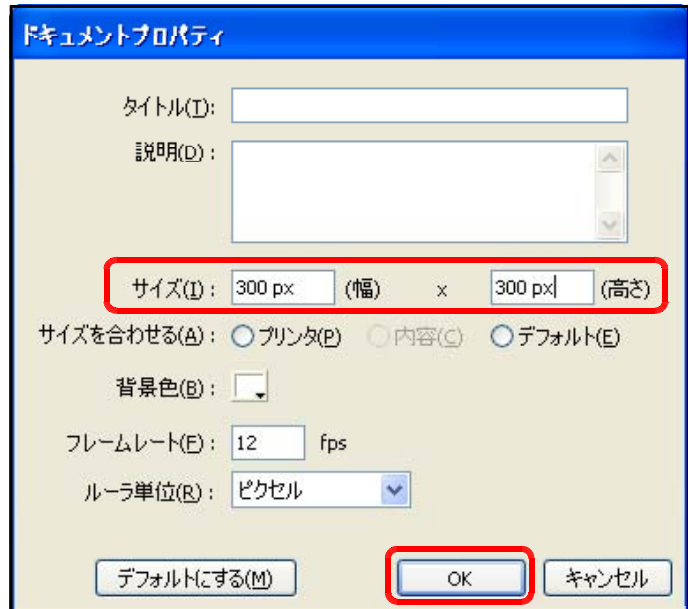 ドキュメントプロパティ
タイトル(T):
説明(D):
サイズ(I): 300 px (幅) x 300 px (高さ)
サイズを合わせる(A): プリンタ(P) 内容(C) デフォルト(E)
背景色(B):
フレームレート(F): 12 fps
ルーラ単位(R): ピクセル
デフォルトにする(M) OK キャンセル